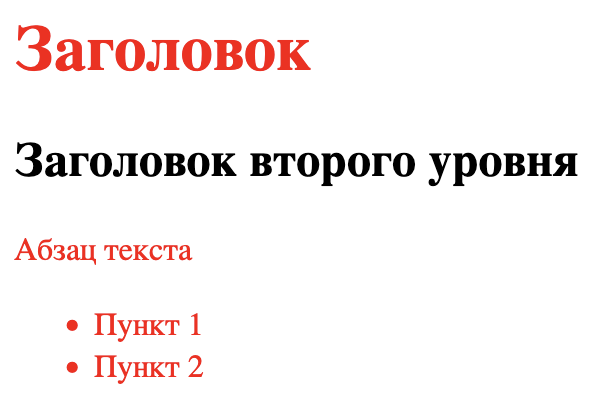 Заголовок
Заголовок второго уровня
Абзац текста
• Пункт 1
• Пункт 2